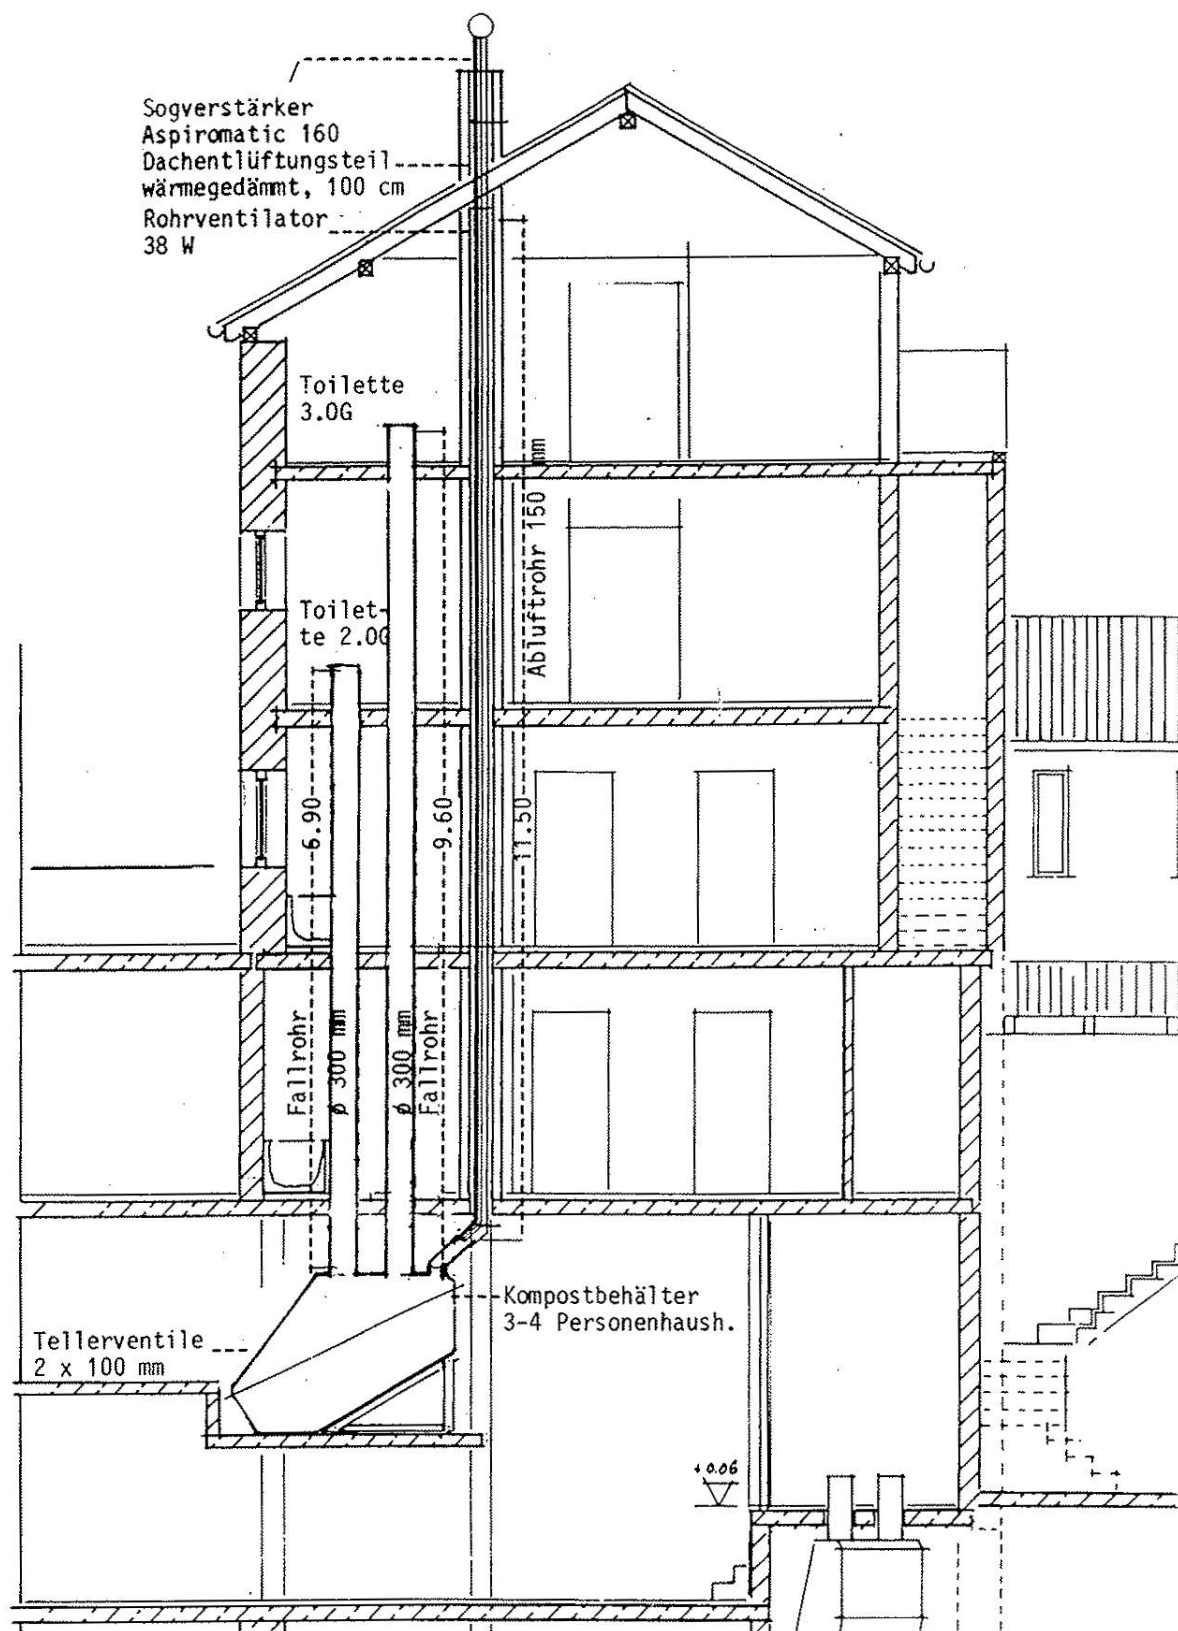 Sogverstärker
Aspiromatic 160
Dachentlüftungsteil
wärmegedämmt, 100 cm
Rohrventilator
38 W
Toilette
3.OG
Abluftrohr 150 mm
Toilet-
te 2.OG
6.90
9.60
11.50
Fallrohr
ø 300 mm
ø 300 mm
Fallrohr
Kompostbehälter
3-4 Personenhaush.
Tellerventile
2 x 100 mm
+0.06